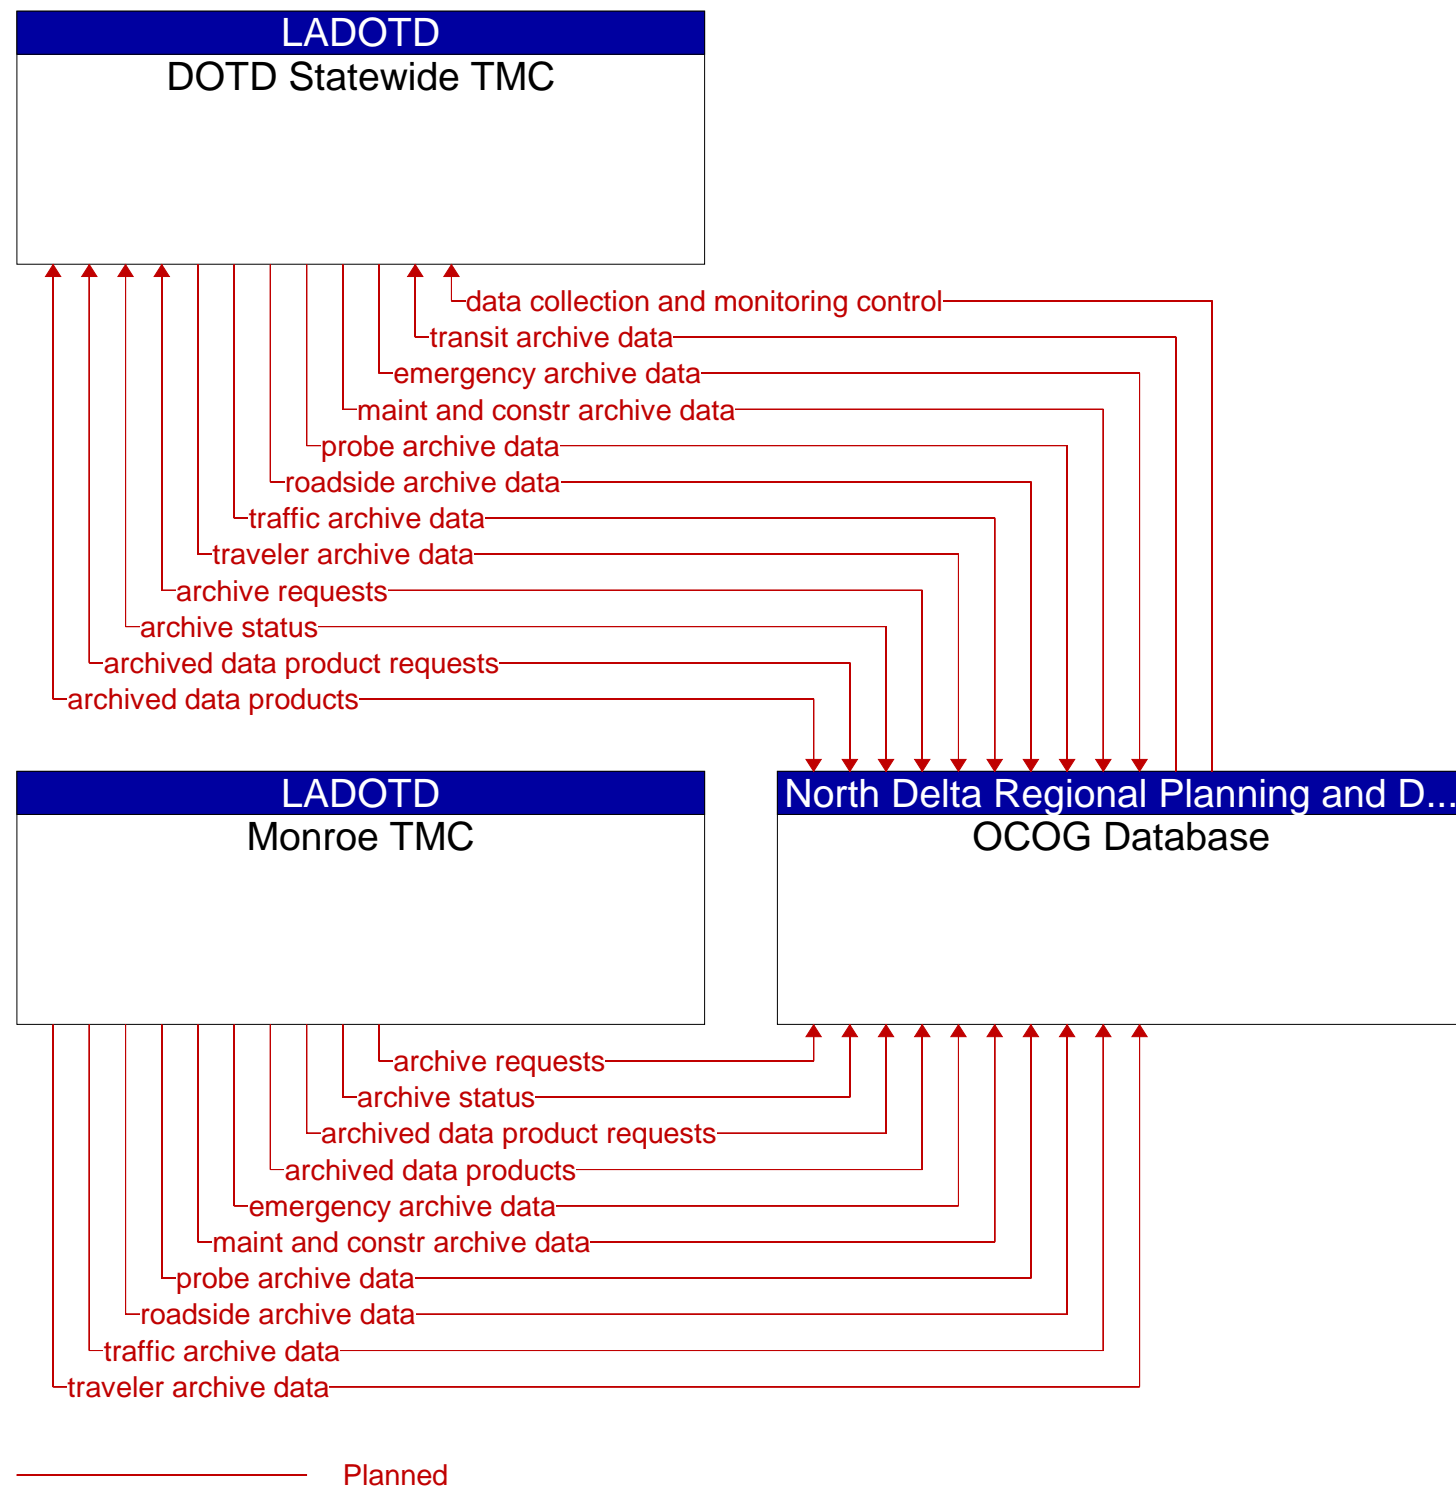 LADOTD
DOTD Statewide TMC
data collection and monitoring control
transit archive data
emergency archive data
maint and constr archive data
probe archive data
roadside archive data
traffic archive data
traveler archive data
archive requests
archive status
archived data product requests
archived data products
LADOTD
Monroe TMC
North Delta Regional Planning and D...
OCOG Database
archive requests
archive status
archived data product requests
archived data products
emergency archive data
maint and constr archive data
probe archive data
roadside archive data
traffic archive data
traveler archive data
Planned